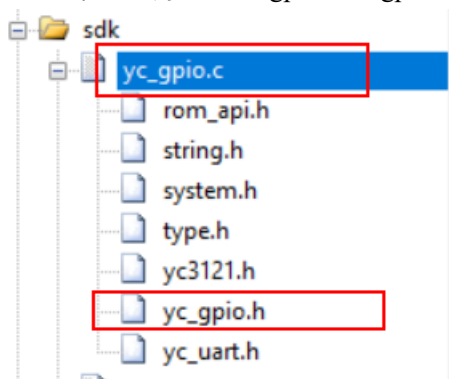 sdk
yc_gpio.c
rom_api.h
string.h
system.h
type.h
yc3121.h
yc_gpio.h
yc_uart.h